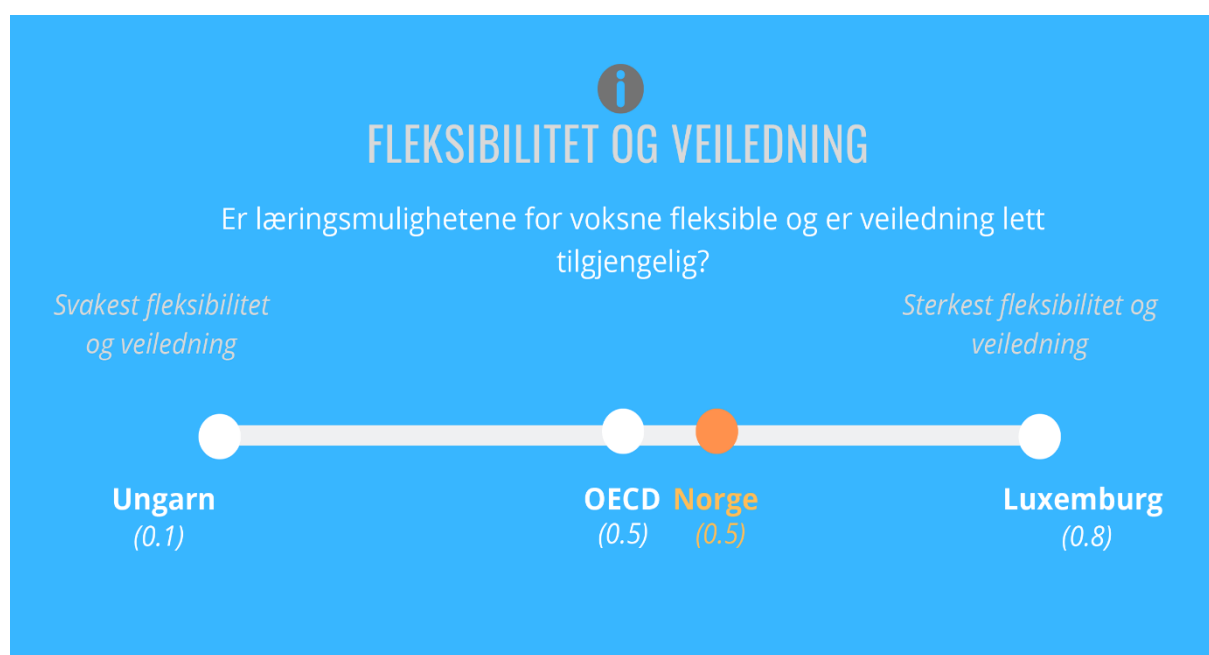 FLEKSIBILITET OG VEILEDNING
Er læringsmulighetene for voksne fleksible og er veiledning lett
tilgjengelig?
Svakest fleksibilitet
og veiledning
Sterkest fleksibilitet og
veiledning
Ungarn
(0.1)
OECD
(0.5)
Norge
(0.5)
Luxemburg
(0.8)